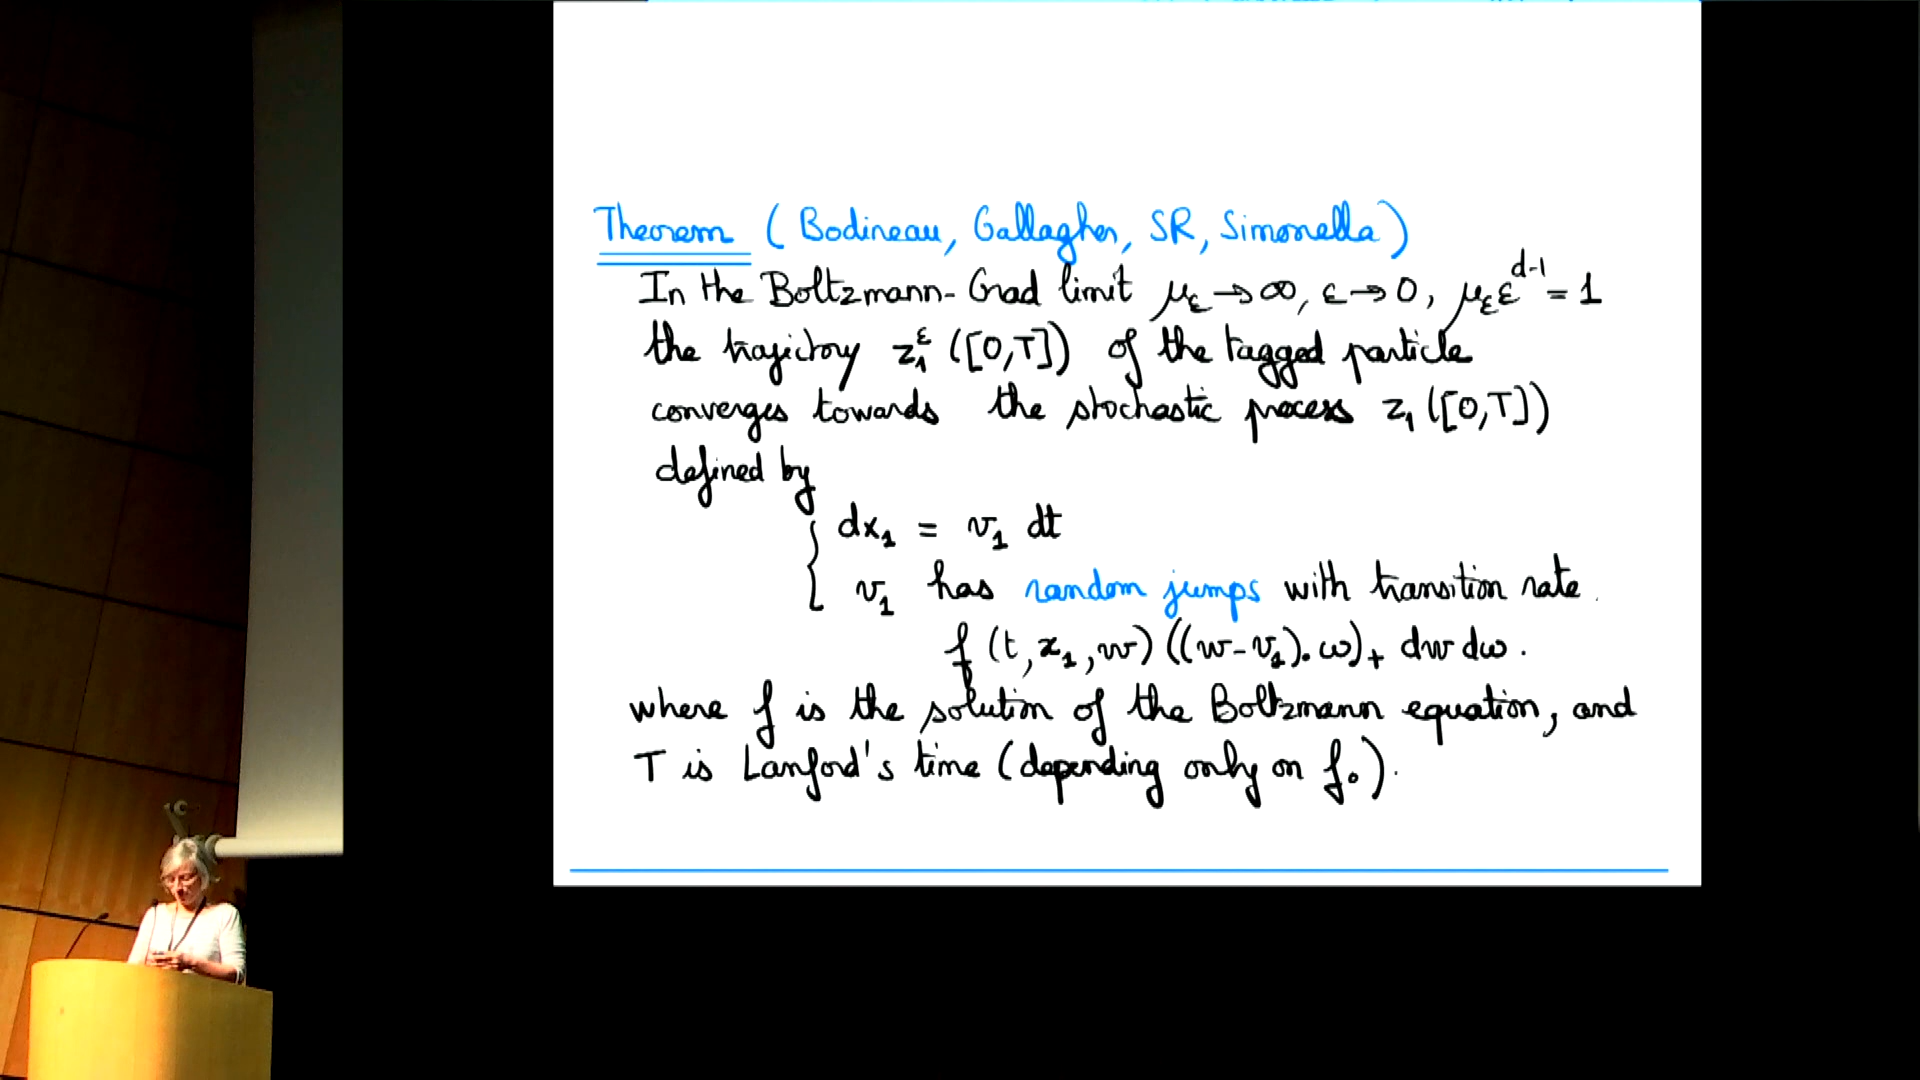 Theorem (Bodineau, Gallagher, SR, Simonella)
In the Boltzmann-Grad limit μ_ε → ∞, ε → 0, μ_ε ε^{d-1} = 1
the trajectory z_1^ε ([0,T]) of the tagged particle
converges towards the stochastic process z_1 ([0,T])
defined by
{ dx_1 = v_1 dt
v_1 has random jumps with transition rate
f (t, x_1, w) ((w - v_1). ω)_+ dw dω.
where f is the solution of the Boltzmann equation, and
T is Lanford's time (depending only on f_0).